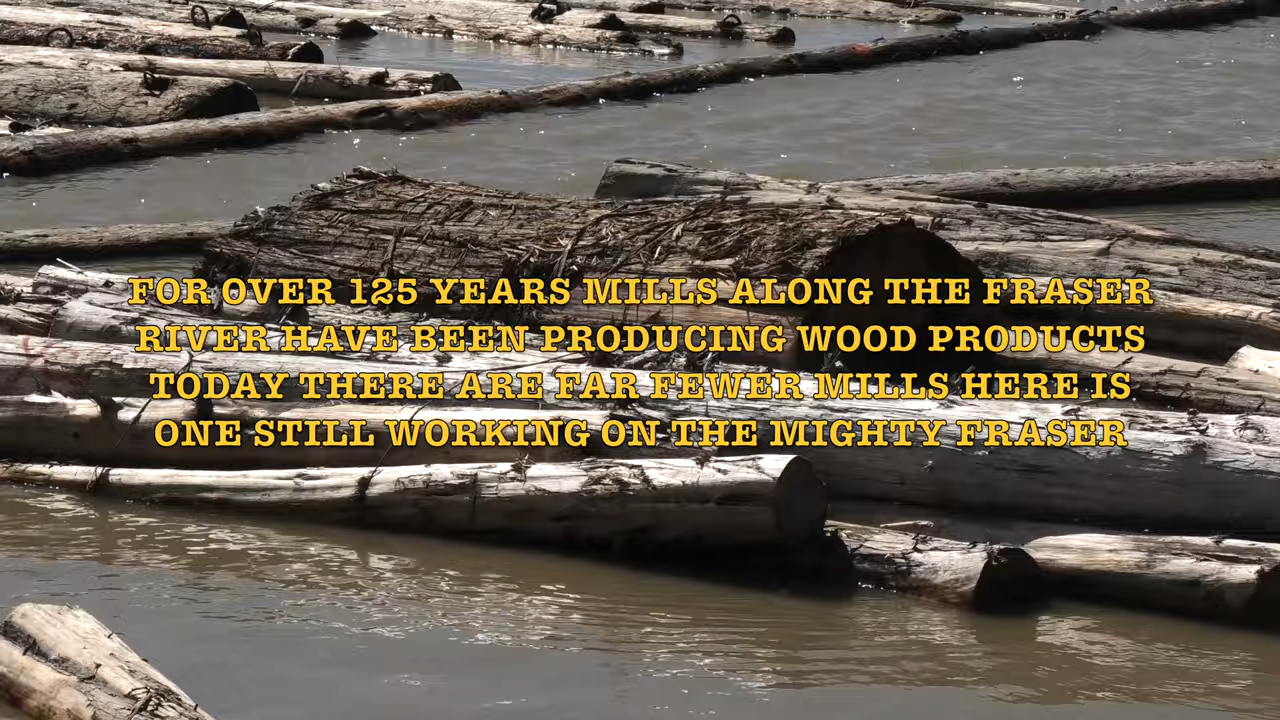 FOR OVER 125 YEARS MILLS ALONG THE FRASER
RIVER HAVE BEEN PRODUCING WOOD PRODUCTS
TODAY THERE ARE FAR FEWER MILLS HERE IS
ONE STILL WORKING ON THE MIGHTY FRASER